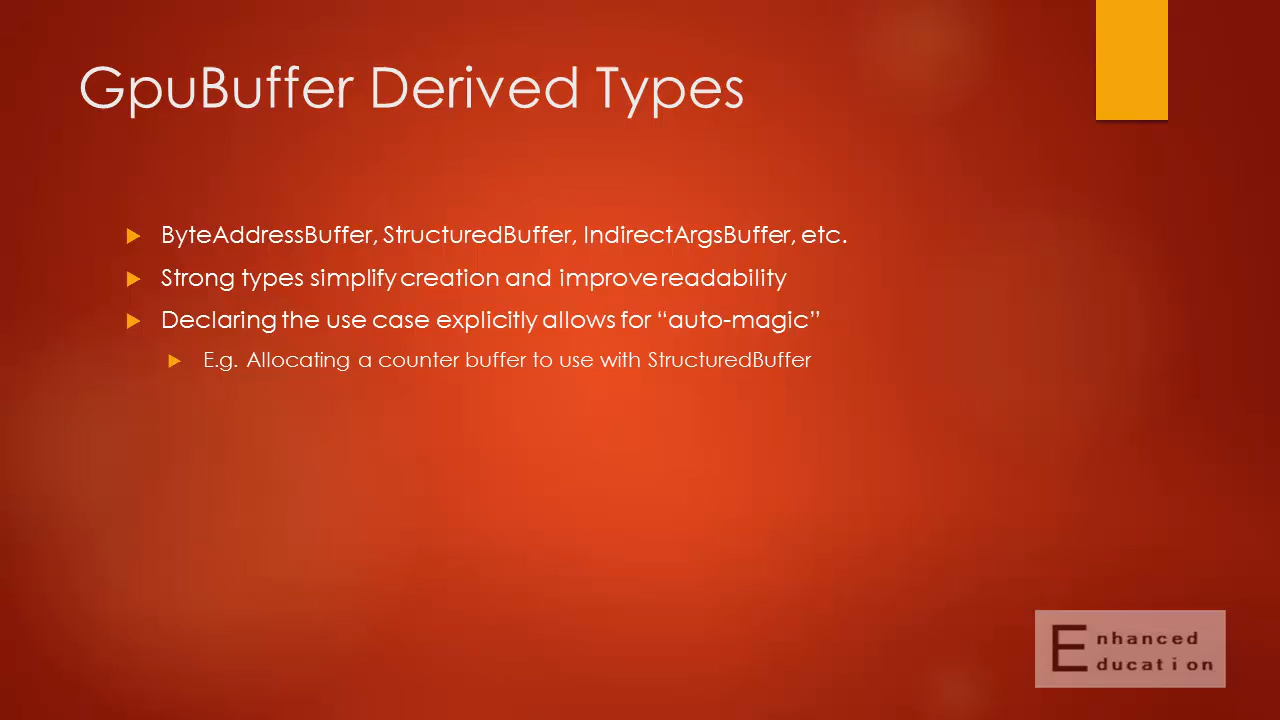 GpuBuffer Derived Types
ByteAddressBuffer, StructuredBuffer, IndirectArgsBuffer, etc.
Strong types simplify creation and improve readability
Declaring the use case explicitly allows for “auto-magic”
E.g. Allocating a counter buffer to use with StructuredBuffer
Enhanced
Education